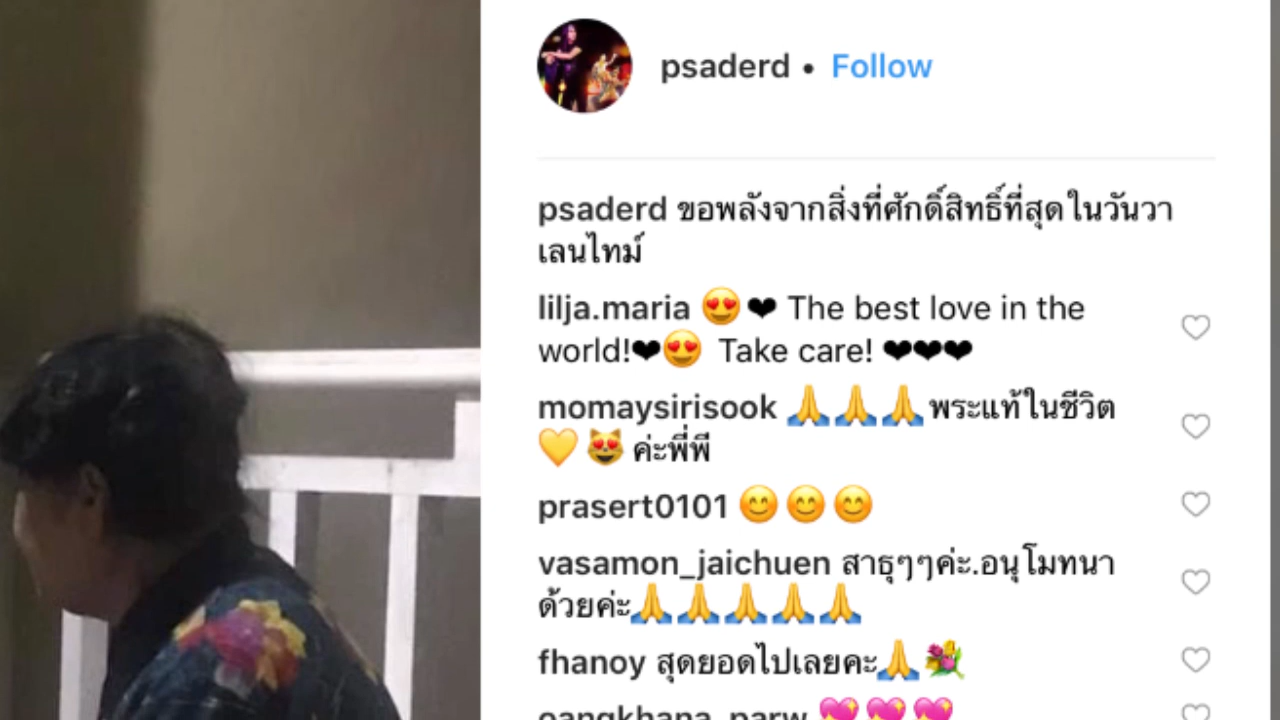 psaderd • Follow
psaderd ขอพลังจากสิ่งที่ศักดิ์สิทธิ์ที่สุดในวันวา
เลนไทม์
lilja.maria 😍❤ The best love in the
world!❤😍 Take care! ❤❤❤
momaysirisook 🙏🙏🙏พระแท้ในชีวิต
💛😻 ค่ะพี่พี
prasert0101 😊😊😊
vasamon_jaichuen สาธุๆๆค่ะ.อนุโมทนา
ด้วยค่ะ🙏🙏🙏🙏🙏
fhanoy สุดยอดไปเลยคะ🙏💐
oangkhana_parw 💖💖💖